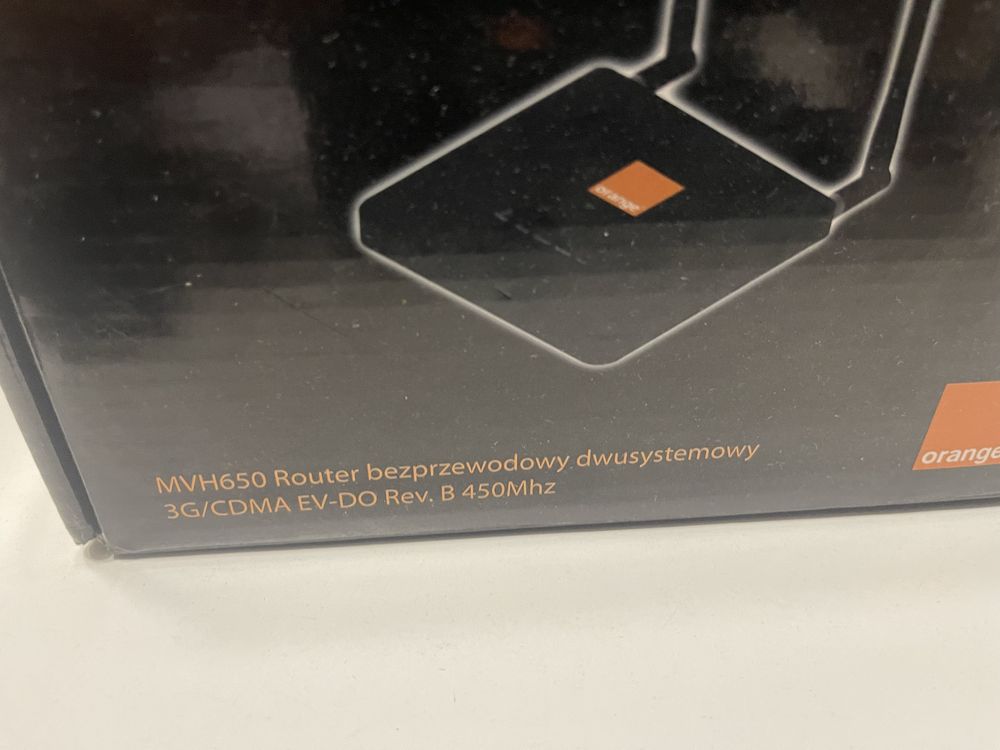 orange
MVH650 Router bezprzewodowy dwusystemowy
3G/CDMA EV-DO Rev. B 450Mhz
orange